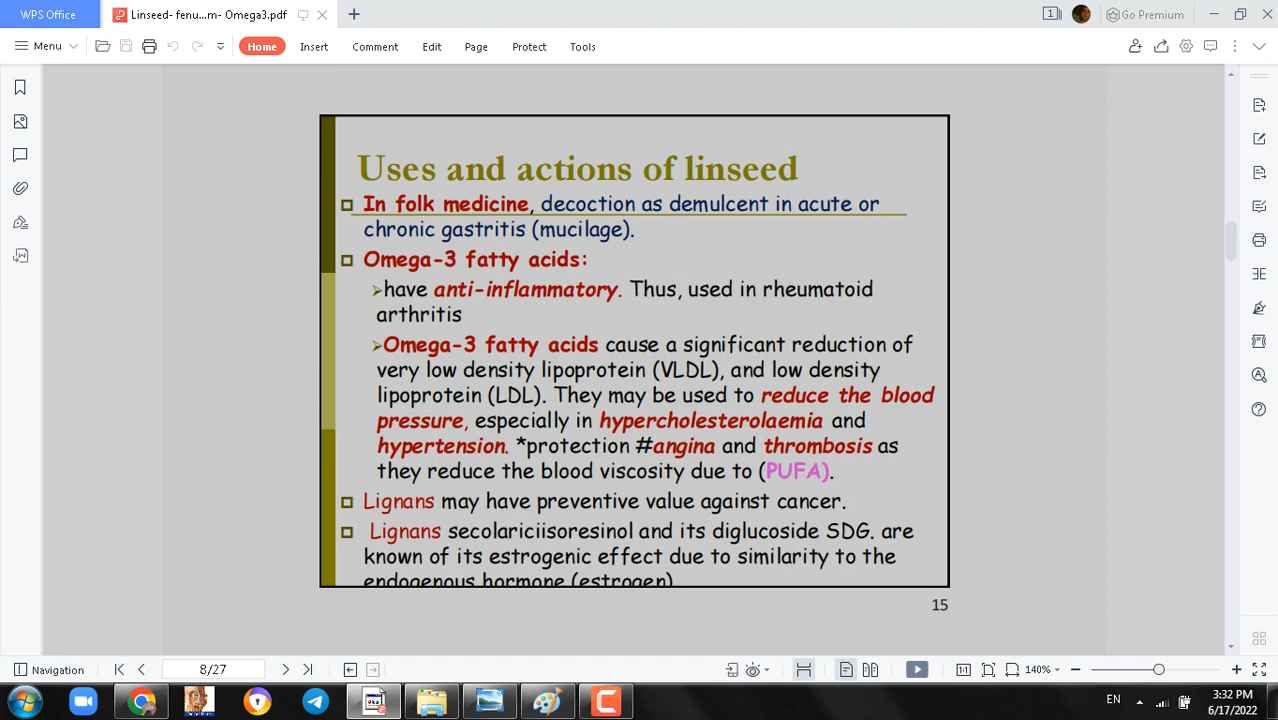 WPS Office
Linseed- fenu...m- Omega3.pdf
1
Go Premium
Menu
Home
Insert
Comment
Edit
Page
Protect
Tools
Uses and actions of linseed
In folk medicine, decoction as demulcent in acute or
chronic gastritis (mucilage).
Omega-3 fatty acids:
have anti-inflammatory. Thus, used in rheumatoid
arthritis
Omega-3 fatty acids cause a significant reduction of
very low density lipoprotein (VLDL), and low density
lipoprotein (LDL). They may be used to reduce the blood
pressure, especially in hypercholesterolaemia and
hypertension. *protection #angina and thrombosis as
they reduce the blood viscosity due to (PUFA).
Lignans may have preventive value against cancer.
Lignans secolariciisoresinol and its diglucoside SDG. are
known of its estrogenic effect due to similarity to the
endogenous hormone (estrogen)
15
Navigation
8/27
1:1
140%
EN
3:32 PM
6/17/2022